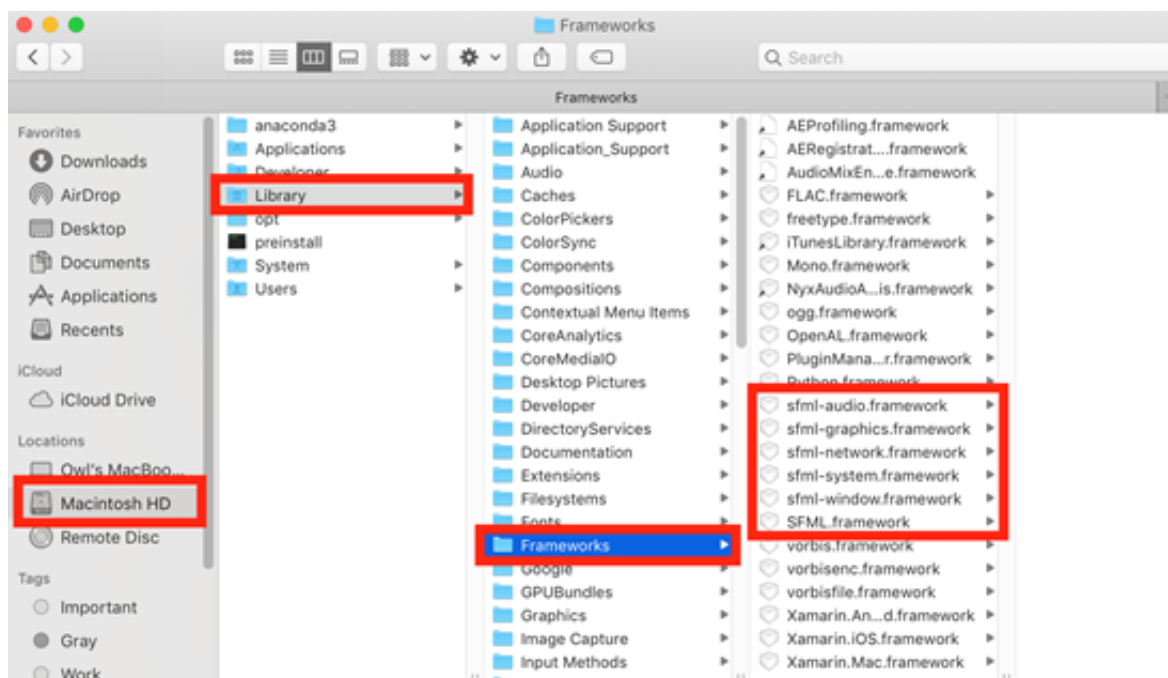 Frameworks
Search
Frameworks
Favorites
Downloads
AirDrop
Desktop
Documents
Applications
Recents
iCloud
iCloud Drive
Locations
Owl's MacBoo...
Macintosh HD
Remote Disc
Tags
Important
Gray
Work
anaconda3
Applications
Developer
Library
opt
preinstall
System
Users
Application Support
Application_Support
Audio
Caches
ColorPickers
ColorSync
Components
Compositions
Contextual Menu Items
CoreAnalytics
CoreMediaIO
Desktop Pictures
Developer
DirectoryServices
Documentation
Extensions
Filesystems
Fonts
Frameworks
Google
GPUBundles
Graphics
Image Capture
Input Methods
AEProfiling.framework
AERegistrat....framework
AudioMixEn...e.framework
FLAC.framework
freetype.framework
iTunesLibrary.framework
Mono.framework
NyxAudioA...is.framework
ogg.framework
OpenAL.framework
PluginMana...r.framework
Python.framework
sfml-audio.framework
sfml-graphics.framework
sfml-network.framework
sfml-system.framework
sfml-window.framework
SFML.framework
vorbis.framework
vorbisenc.framework
vorbisfile.framework
Xamarin.An...d.framework
Xamarin.iOS.framework
Xamarin.Mac.framework